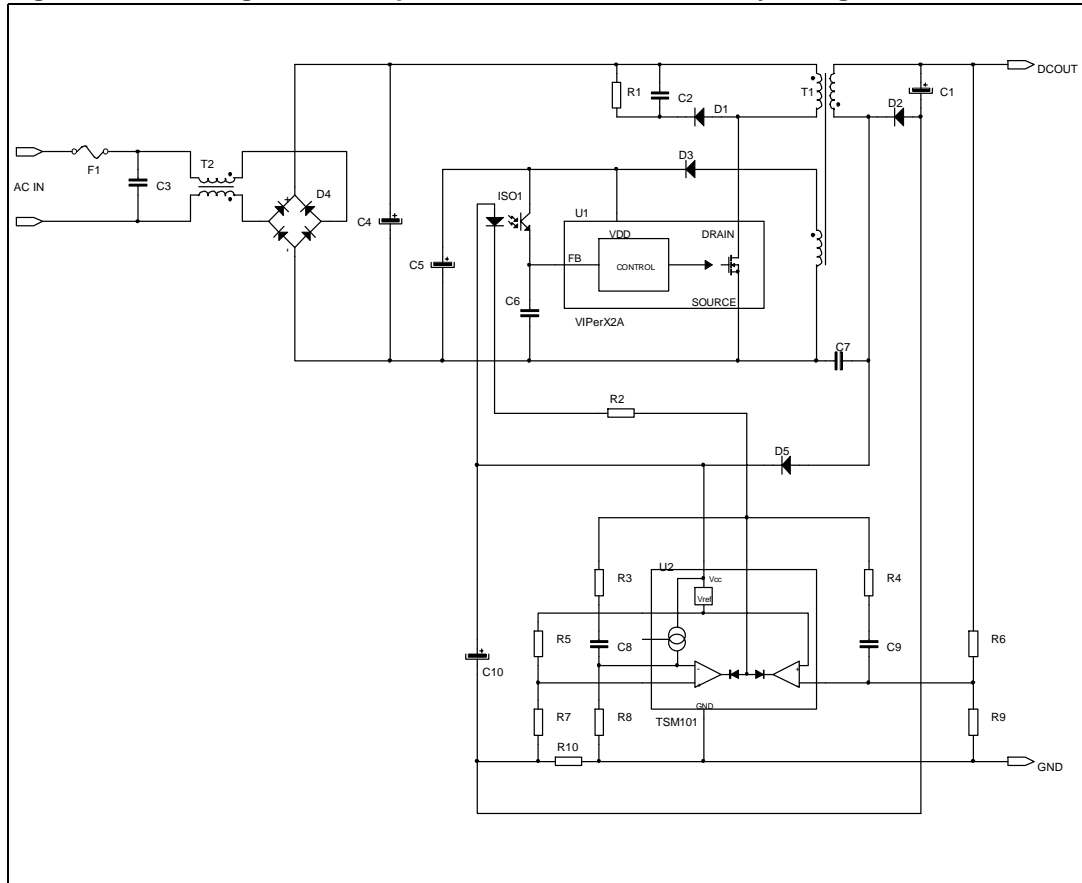 DCOUT
R1
C2
D1
T1
D2
C1
F1
T2
AC IN
C3
D4
C4
D3
ISO1
U1
VDD
DRAIN
C5
FB
CONTROL
C6
SOURCE
VIPerX2A
C7
R2
D5
U2
R3
Vcc
R4
Vref
R5
C8
C9
R6
C10
R7
R8
GND
R9
TSM101
R10
GND